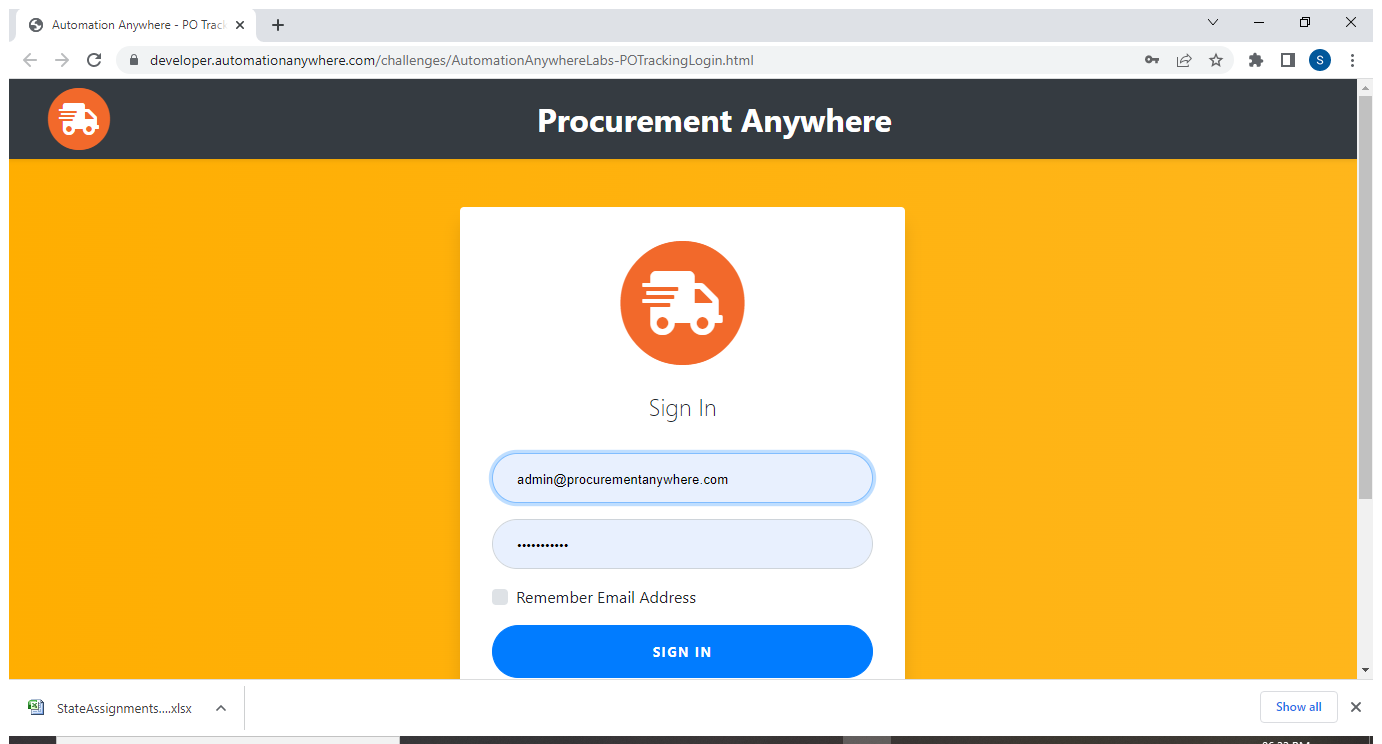 Automation Anywhere - PO Trac
developer.automationanywhere.com/challenges/AutomationAnywhereLabs-POTrackingLogin.html
S
Procurement Anywhere
Sign In
admin@procurementanywhere.com
•••••••••••
Remember Email Address
SIGN IN
StateAssignments....xlsx
Show all